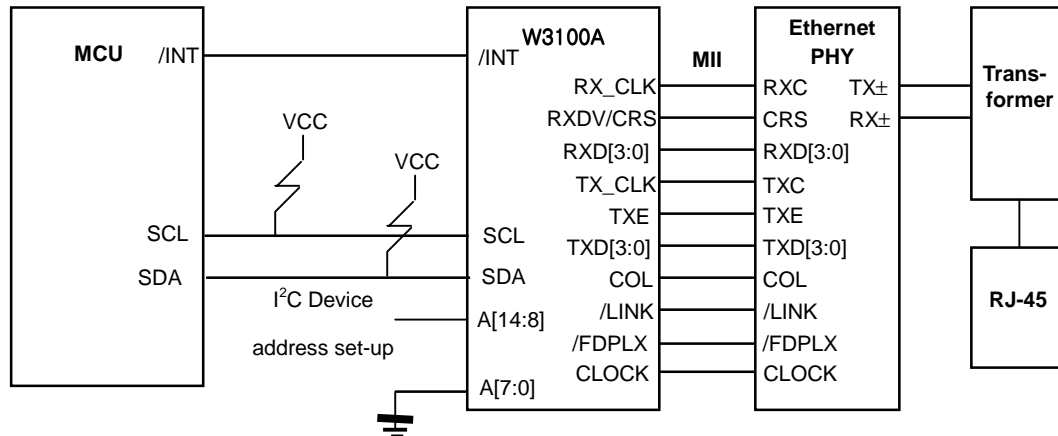 MCU
/INT
VCC
VCC
SCL
SDA
I²C Device
address set-up
W3100A
/INT
SCL
SDA
A[14:8]
A[7:0]
RX_CLK
RXDV/CRS
RXD[3:0]
TX_CLK
TXE
TXD[3:0]
COL
/LINK
/FDPLX
CLOCK
MII
Ethernet
PHY
RXC
CRS
RXD[3:0]
TXC
TXE
TXD[3:0]
COL
/LINK
/FDPLX
CLOCK
TX±
RX±
Trans-
former
RJ-45